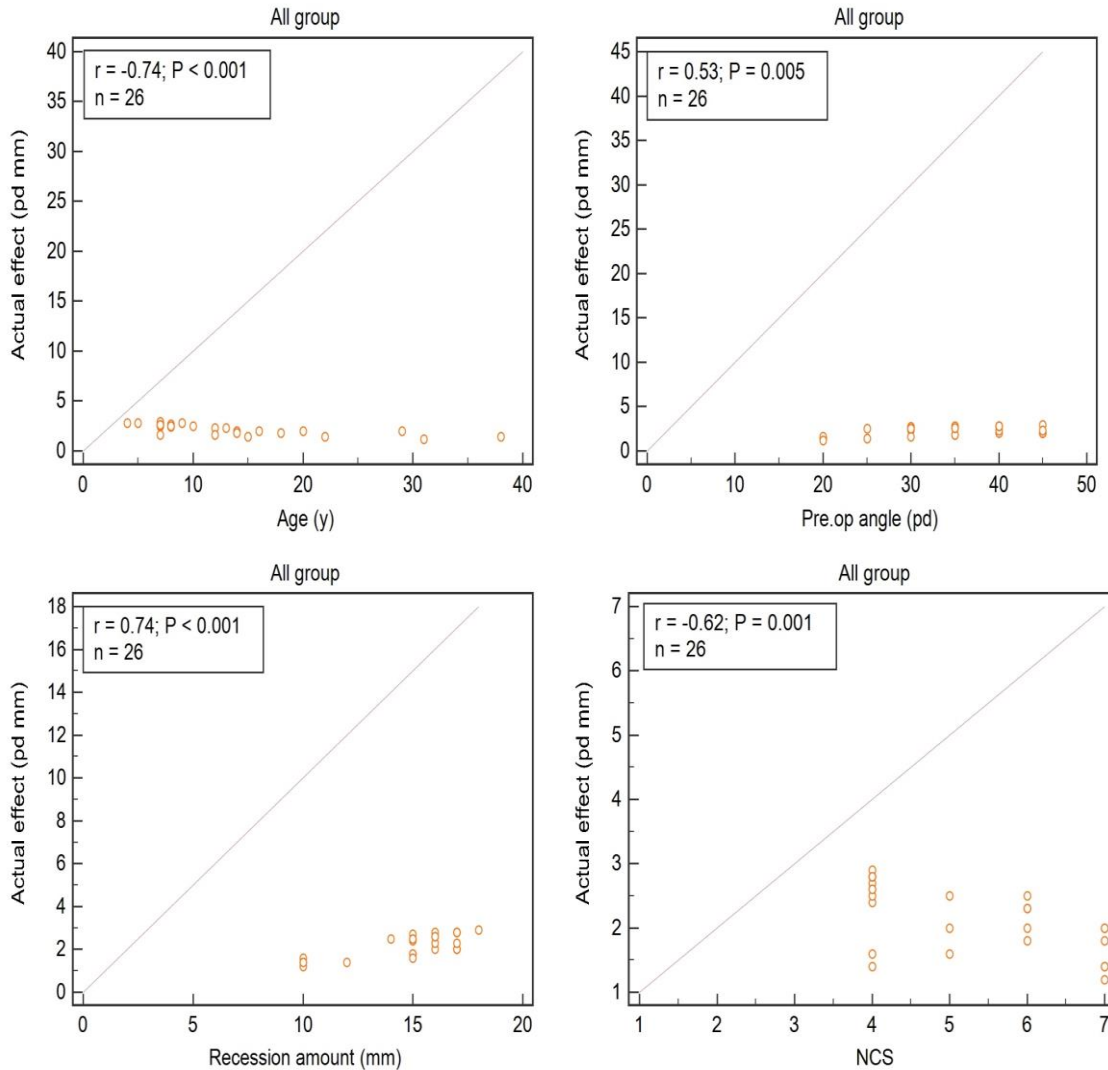 All group
r = -0.74; P < 0.001
n = 26
40
35
30
25
20
15
10
5
0
Actual effect (pd mm)
0 10 20 30 40
Age (y)
All group
r = 0.53; P = 0.005
n = 26
45
40
35
30
25
20
15
10
5
0
Actual effect (pd mm)
0 10 20 30 40 50
Pre.op angle (pd)
All group
r = 0.74; P < 0.001
n = 26
18
16
14
12
10
8
6
4
2
0
Actual effect (pd mm)
0 5 10 15 20
Recession amount (mm)
All group
r = -0.62; P = 0.001
n = 26
7
6
5
4
3
2
1
Actual effect (pd mm)
1 2 3 4 5 6 7
NCS